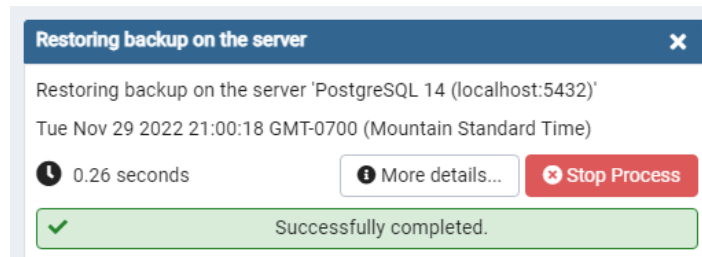 Restoring backup on the server
Restoring backup on the server 'PostgreSQL 14 (localhost:5432)'
Tue Nov 29 2022 21:00:18 GMT-0700 (Mountain Standard Time)
0.26 seconds More details... Stop Process
Successfully completed.